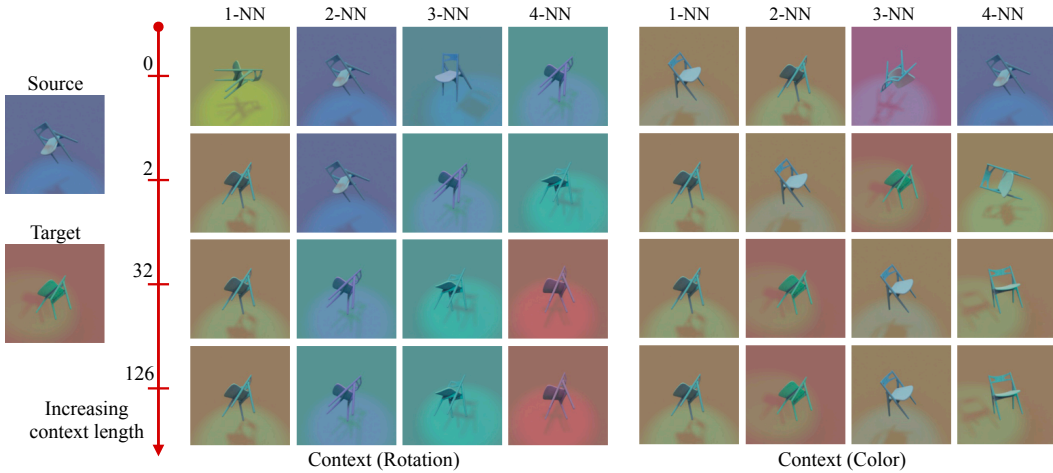 1-NN 2-NN 3-NN 4-NN 1-NN 2-NN 3-NN 4-NN
0
Source
2
Target
32
126
Increasing
context length
Context (Rotation) Context (Color)